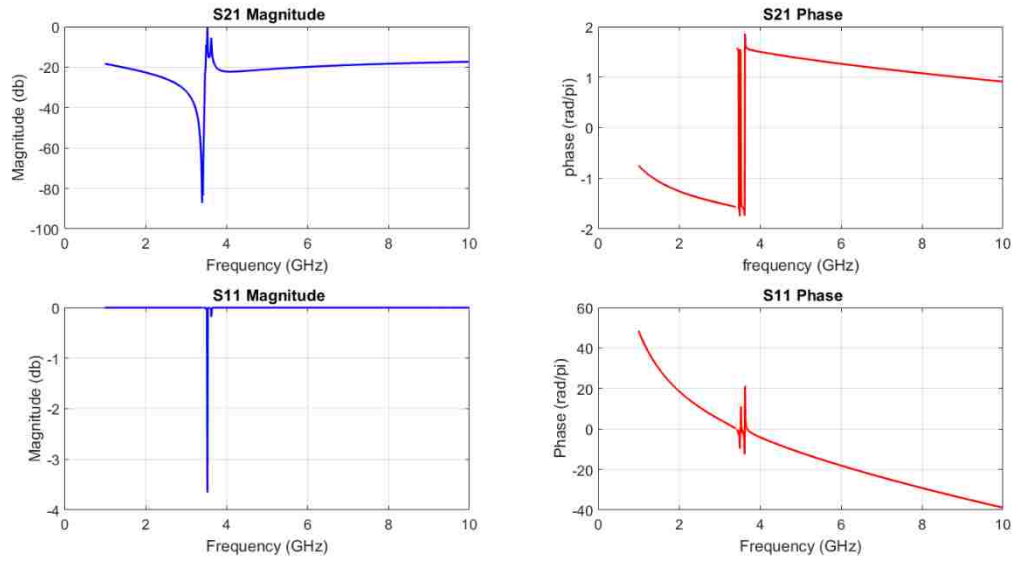 S21 Magnitude
Magnitude (db)
0
-20
-40
-60
-80
-100
0 2 4 6 8 10
Frequency (GHz)
S21 Phase
phase (rad/pi)
2
1
0
-1
-2
0 2 4 6 8 10
frequency (GHz)
S11 Magnitude
Magnitude (db)
0
-1
-2
-3
-4
0 2 4 6 8 10
Frequency (GHz)
S11 Phase
Phase (rad/pi)
60
40
20
0
-20
-40
0 2 4 6 8 10
Frequency (GHz)